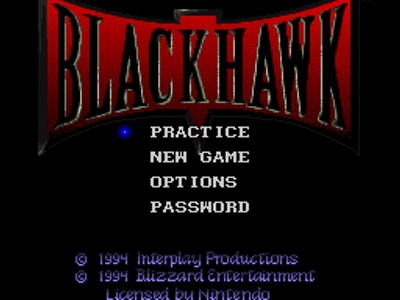 BLACKHAWK
PRACTICE
NEW GAME
OPTIONS
PASSWORD
© 1994 Interplay Productions
© 1994 Blizzard Entertainment
Licensed by Nintendo